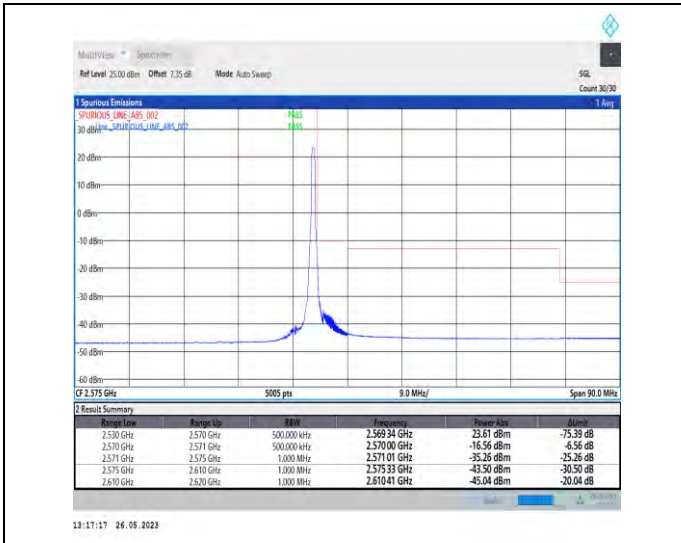 MultiView Spectrum
Ref Level 25.00 dBm Offset 7.35 dB Mode Auto Sweep SGL
Count 30/30
1 Spurious Emissions 1 Avg
_SPURIOUS_LINE_ABS_002 PASS
30 dBm Line _SPURIOUS_LINE_ABS_002 PASS
20 dBm
10 dBm
0 dBm
-10 dBm
-20 dBm
-30 dBm
-40 dBm
-50 dBm
-60 dBm
CF 2.575 GHz 5005 pts 9.0 MHz/ Span 90.0 MHz
2 Result Summary
Range Low Range Up RBW Frequency Power Abs ΔLimit
2.530 GHz 2.570 GHz 500.000 kHz 2.569 34 GHz 23.61 dBm -75.39 dB
2.570 GHz 2.571 GHz 500.000 kHz 2.570 00 GHz -16.56 dBm -6.56 dB
2.571 GHz 2.575 GHz 1.000 MHz 2.571 01 GHz -35.26 dBm -25.26 dB
2.575 GHz 2.610 GHz 1.000 MHz 2.575 33 GHz -43.50 dBm -30.50 dB
2.610 GHz 2.620 GHz 1.000 MHz 2.610 41 GHz -45.04 dBm -20.04 dB
13:17:17 26.05.2023